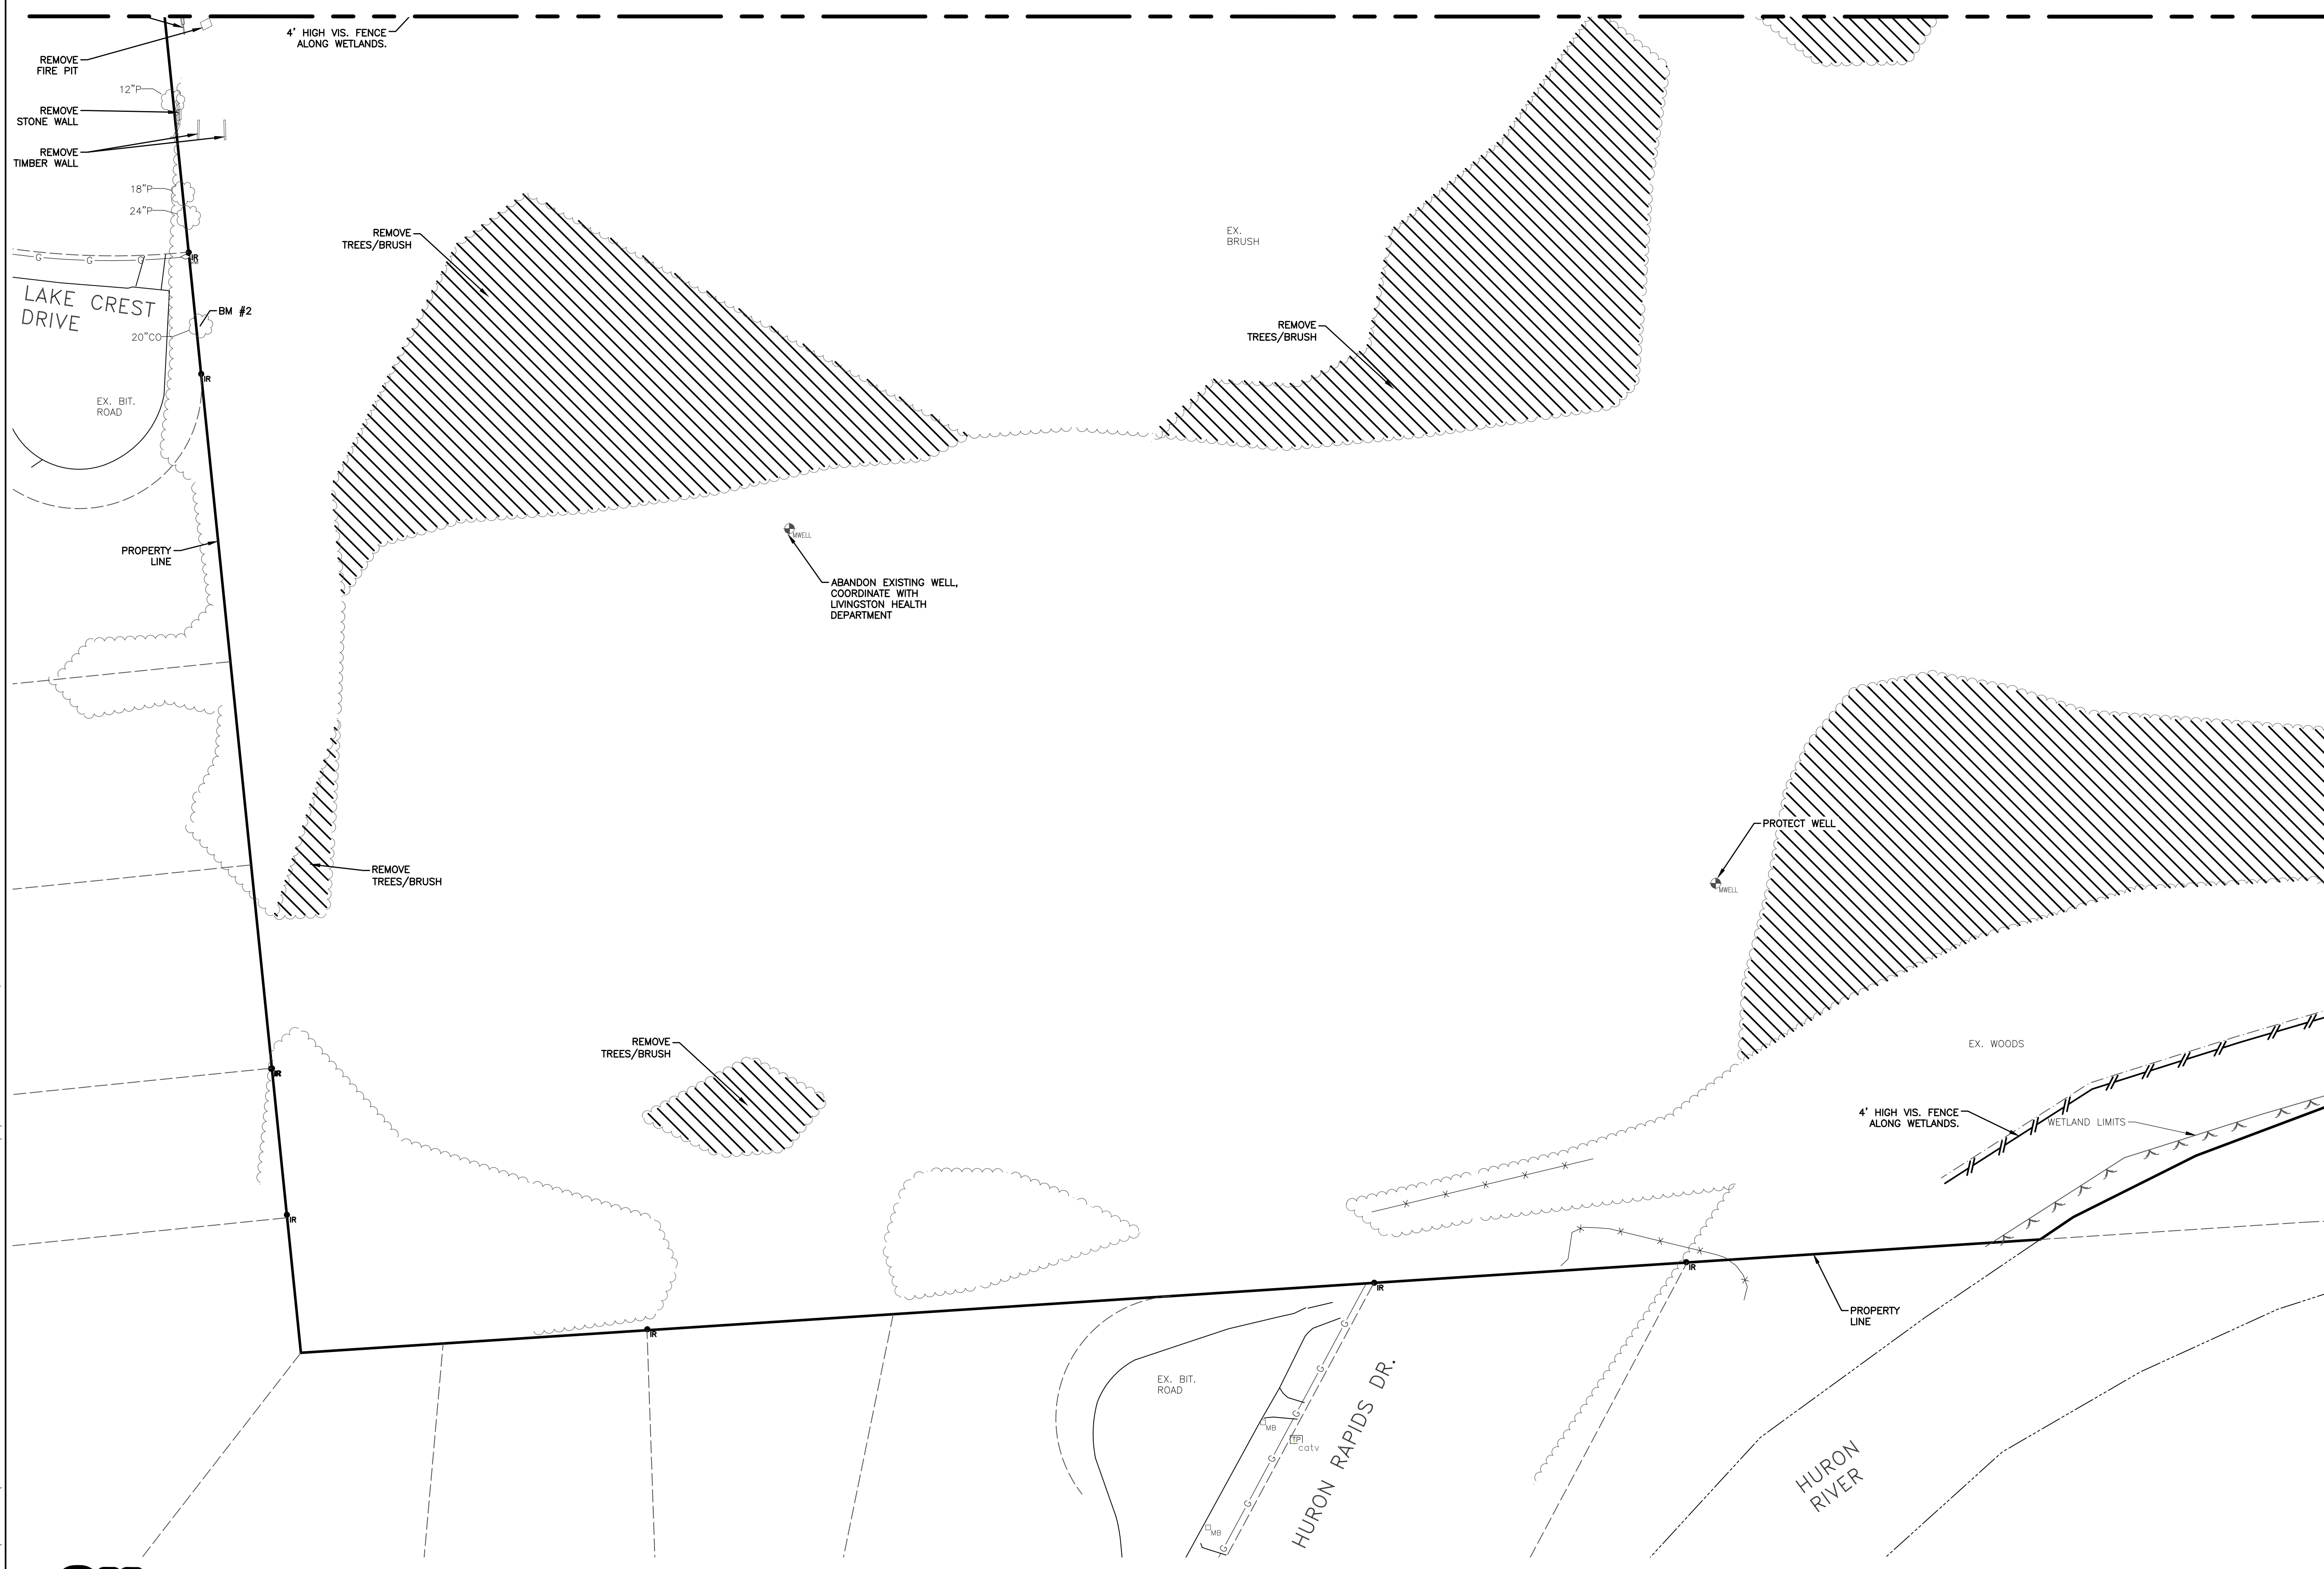 4' HIGH VIS. FENCE
ALONG WETLANDS.
REMOVE
FIRE PIT
12"P
REMOVE
STONE WALL
REMOVE
TIMBER WALL
18"P
24"P
REMOVE
TREES/BRUSH
EX.
BRUSH
IR
G
G
G
LAKE CREST
DRIVE
BM #2
20"CO
REMOVE
TREES/BRUSH
IR
EX. BIT.
ROAD
MWELL
PROPERTY
LINE
ABANDON EXISTING WELL,
COORDINATE WITH
LIVINGSTON HEALTH
DEPARTMENT
PROTECT WELL
MWELL
REMOVE
TREES/BRUSH
REMOVE
TREES/BRUSH
EX. WOODS
IR
4' HIGH VIS. FENCE
ALONG WETLANDS.
WETLAND LIMITS
IR
IR
IR
IR
PROPERTY
LINE
EX. BIT.
ROAD
G
G
G
G
G
G
MB
TP
catv
MB
HURON RAPIDS DR.
HURON
RIVER